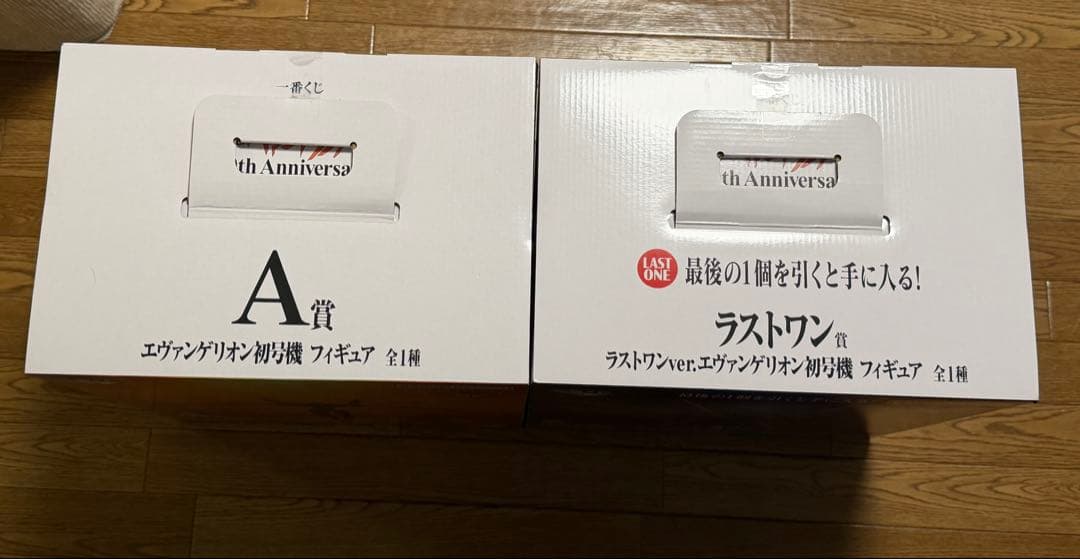 一番くじ
th Anniversa
A賞
エヴァンゲリオン初号機 フィギュア 全1種
th Anniversa
LAST
ONE
最後の1個を引くと手に入る!
ラストワン賞
ラストワンver.エヴァンゲリオン初号機 フィギュア 全1種